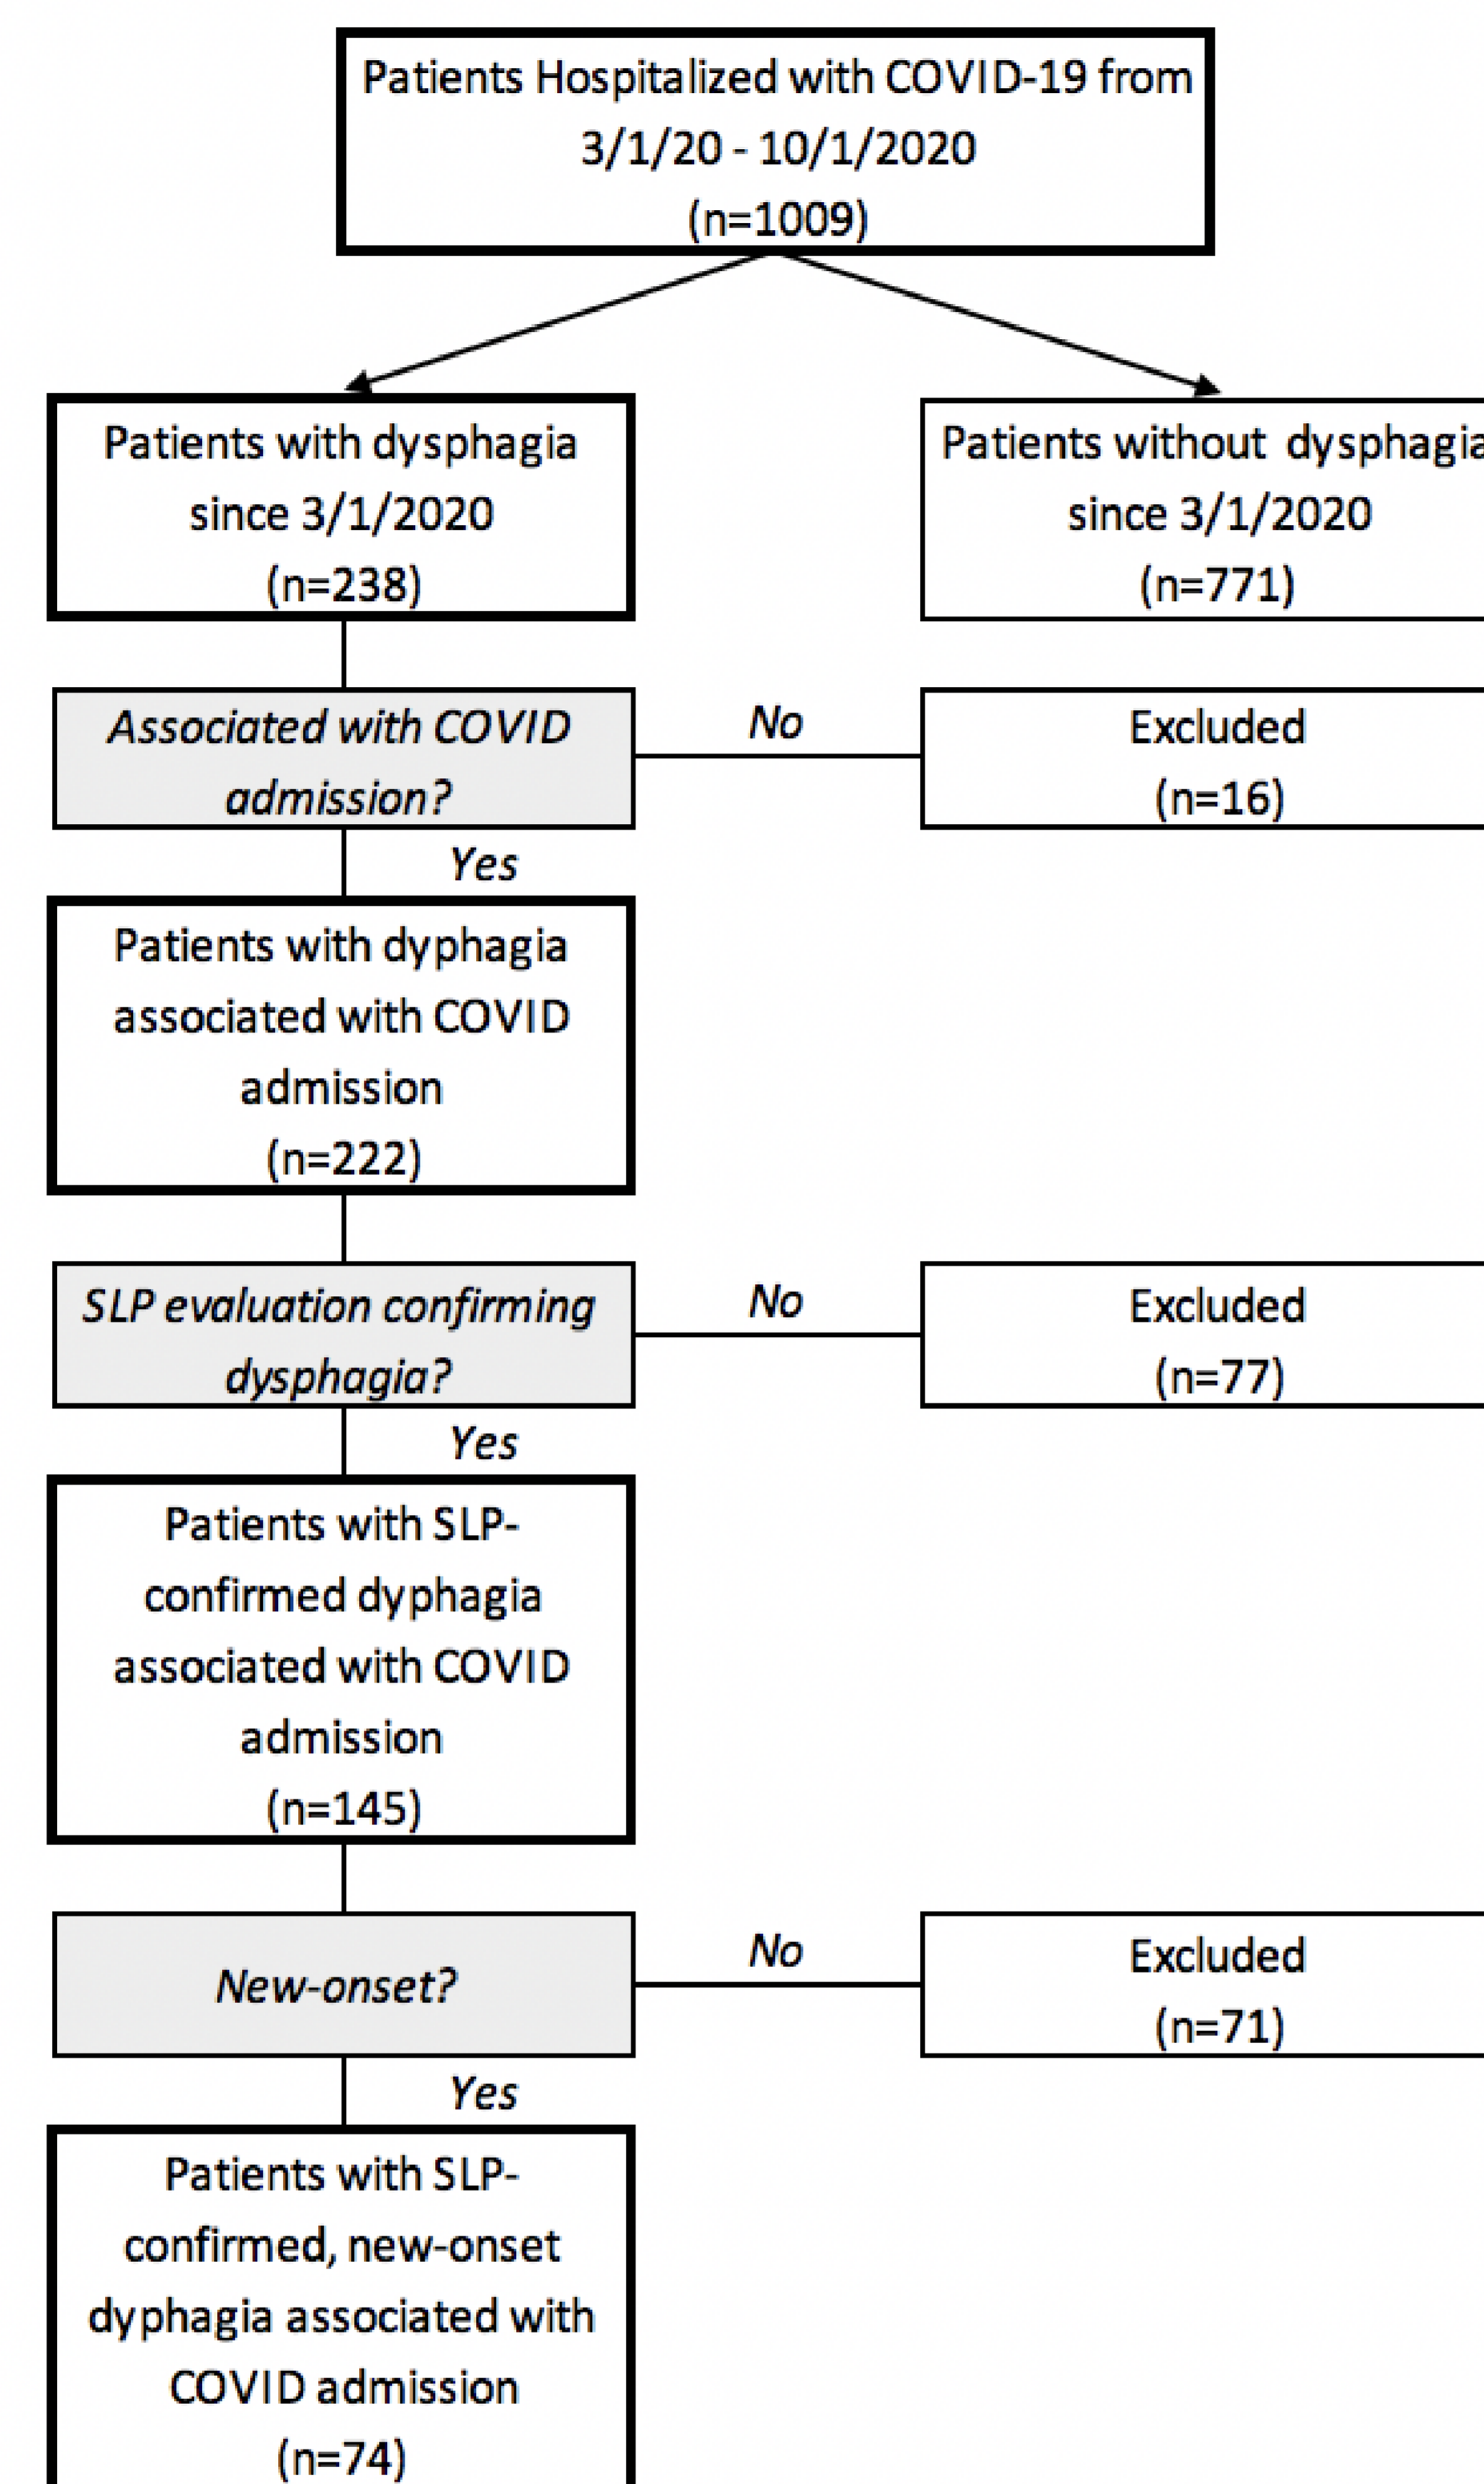 Patients Hospitalized with COVID-19 from
3/1/20 - 10/1/2020
(n=1009)
Patients with dysphagia
since 3/1/2020
(n=238)
Patients without dysphagia
since 3/1/2020
(n=771)
Associated with COVID
admission?
No
Excluded
(n=16)
Yes
Patients with dyphagia
associated with COVID
admission
(n=222)
SLP evaluation confirming
dysphagia?
No
Excluded
(n=77)
Yes
Patients with SLP-
confirmed dyphagia
associated with COVID
admission
(n=145)
New-onset?
No
Excluded
(n=71)
Yes
Patients with SLP-
confirmed, new-onset
dyphagia associated with
COVID admission
(n=74)